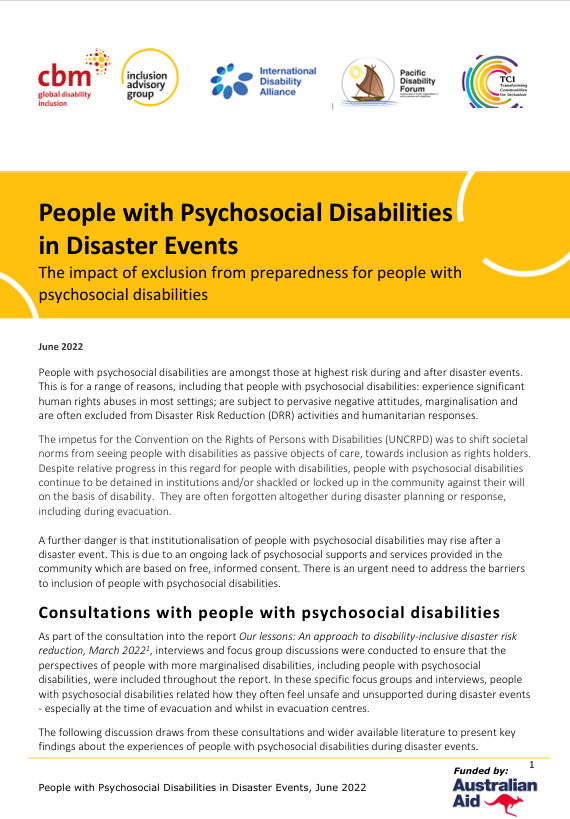 cbm
global disability
inclusion
inclusion
advisory
group
International
Disability
Alliance
Pacific
Disability
Forum
TCI
Transforming
Communities
for Inclusion
People with Psychosocial Disabilities
in Disaster Events
The impact of exclusion from preparedness for people with
psychosocial disabilities
June 2022
People with psychosocial disabilities are amongst those at highest risk during and after disaster events.
This is for a range of reasons, including that people with psychosocial disabilities: experience significant
human rights abuses in most settings; are subject to pervasive negative attitudes, marginalisation and
are often excluded from Disaster Risk Reduction (DRR) activities and humanitarian responses.
The impetus for the Convention on the Rights of Persons with Disabilities (UNCRPD) was to shift societal
norms from seeing people with disabilities as passive objects of care, towards inclusion as rights holders.
Despite relative progress in this regard for people with disabilities, people with psychosocial disabilities
continue to be detained in institutions and/or shackled or locked up in the community against their will
on the basis of disability.  They are often forgotten altogether during disaster planning or response,
including during evacuation.
A further danger is that institutionalisation of people with psychosocial disabilities may rise after a
disaster event. This is due to an ongoing lack of psychosocial supports and services provided in the
community which are based on free, informed consent. There is an urgent need to address the barriers
to inclusion of people with psychosocial disabilities.
Consultations with people with psychosocial disabilities
As part of the consultation into the report Our lessons: An approach to disability-inclusive disaster risk
reduction, March 2022¹, interviews and focus group discussions were conducted to ensure that the
perspectives of people with more marginalised disabilities, including people with psychosocial
disabilities, were included throughout the report. In these specific focus groups and interviews, people
with psychosocial disabilities related how they often feel unsafe and unsupported during disaster events
- especially at the time of evacuation and whilst in evacuation centres.
The following discussion draws from these consultations and wider available literature to present key
findings about the experiences of people with psychosocial disabilities during disaster events.
1
People with Psychosocial Disabilities in Disaster Events, June 2022
Funded by:
Australian
Aid